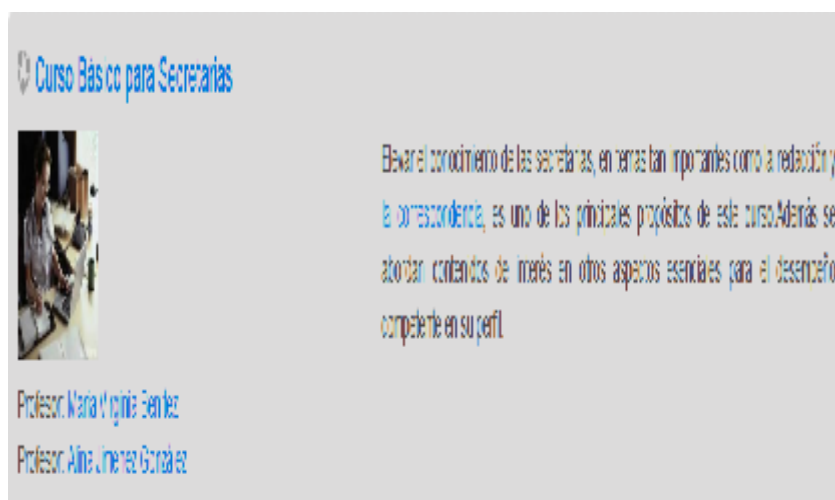 Curso Básico para Secretarias
Elevar el conocimiento de las secretarias, en temas tan importantes como la redacción y
la correspondencia, es uno de los principales propósitos de este curso.Además se
abordan contenidos de interés en otros aspectos esenciales para el desempeño
competente en su perfil.
Profesor: María Virginia Benítez
Profesor: Alina Jimenez González